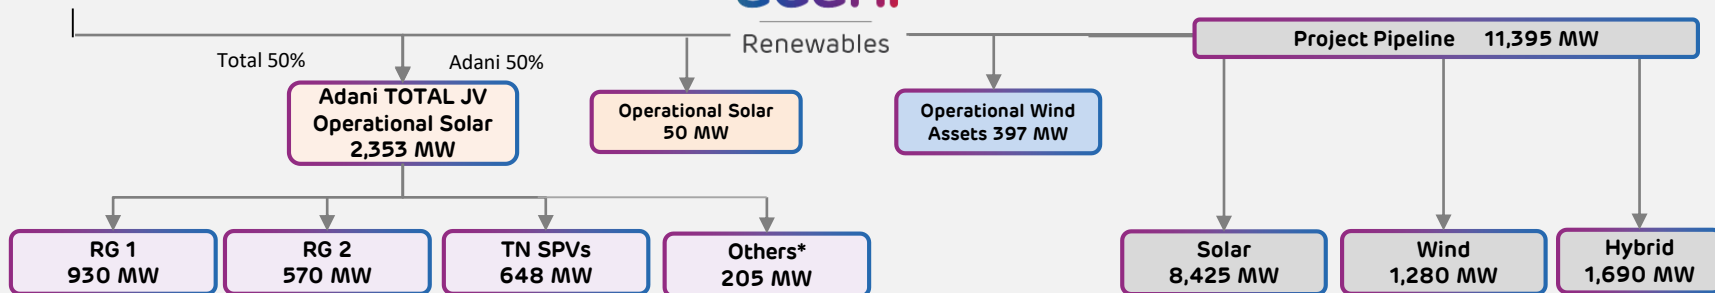 Renewables
Project Pipeline 11,395 MW
Total 50%
Adani 50%
Adani TOTAL JV
Operational Solar
2,353 MW
Operational Solar
50 MW
Operational Wind
Assets 397 MW
RG 1
930 MW
RG 2
570 MW
TN SPVs
648 MW
Others*
205 MW
Solar
8,425 MW
Wind
1,280 MW
Hybrid
1,690 MW